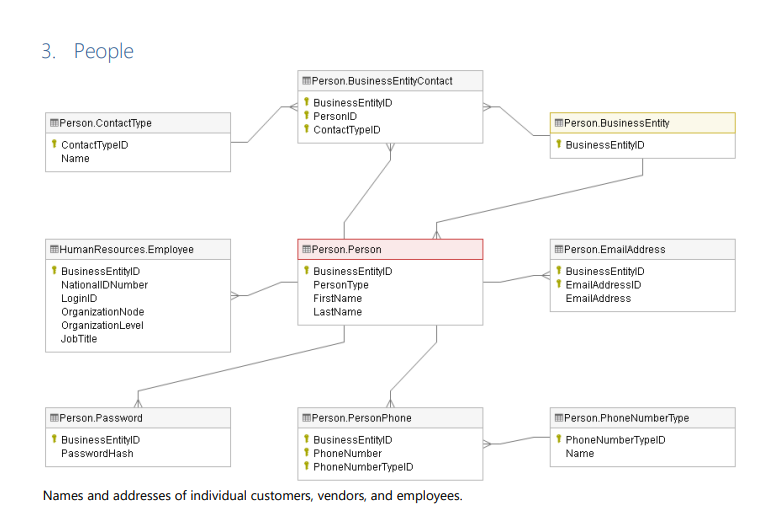 3. People
Person.BusinessEntityContact
BusinessEntityID
PersonID
ContactTypeID
Person.ContactType
ContactTypeID
Name
Person.BusinessEntity
BusinessEntityID
HumanResources.Employee
BusinessEntityID
NationalIDNumber
LoginID
OrganizationNode
OrganizationLevel
JobTitle
Person.Person
BusinessEntityID
PersonType
FirstName
LastName
Person.EmailAddress
BusinessEntityID
EmailAddressID
EmailAddress
Person.Password
BusinessEntityID
PasswordHash
Person.PersonPhone
BusinessEntityID
PhoneNumber
PhoneNumberTypeID
Person.PhoneNumberType
PhoneNumberTypeID
Name
Names and addresses of individual customers, vendors, and employees.